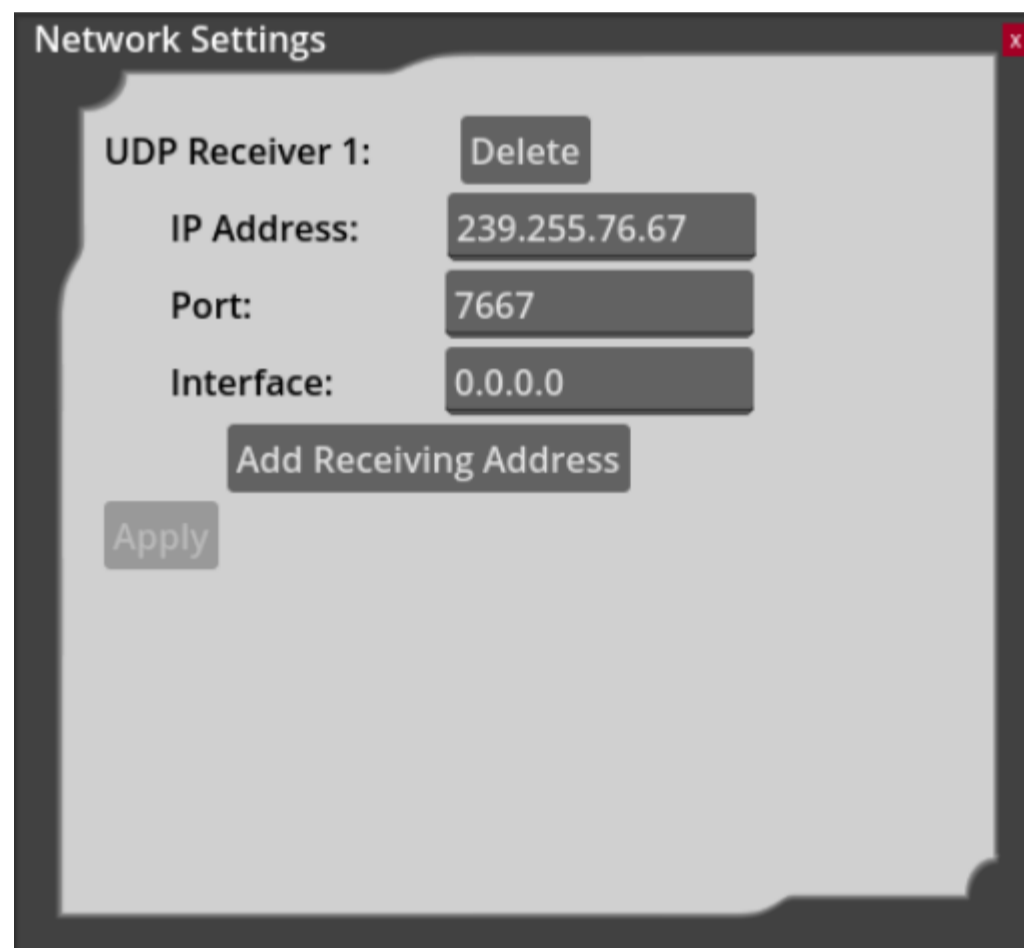 Network Settings x
UDP Receiver 1: Delete
IP Address: 239.255.76.67
Port: 7667
Interface: 0.0.0.0
Add Receiving Address
Apply